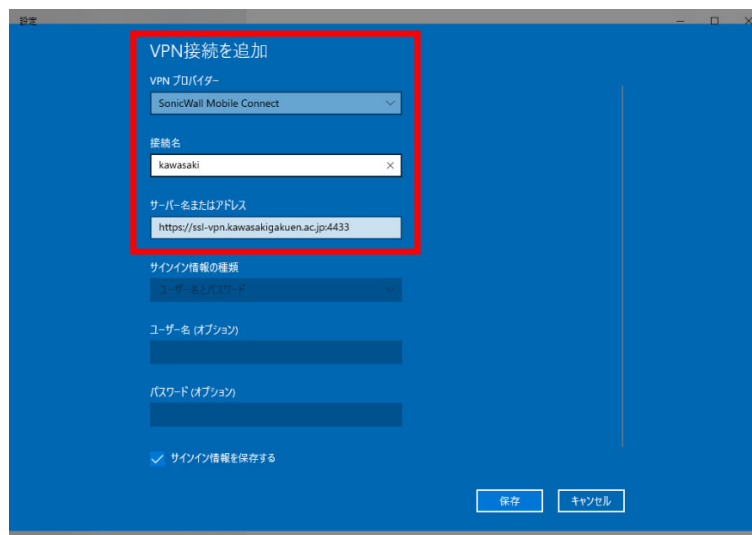 設定
VPN接続を追加
VPN プロバイダー
SonicWall Mobile Connect
接続名
kawasaki
サーバー名またはアドレス
https://ssl-vpn.kawasakigakuen.ac.jp:4433
サインイン情報の種類
ユーザー名とパスワード
ユーザー名 (オプション)
パスワード (オプション)
サインイン情報を保存する
保存
キャンセル